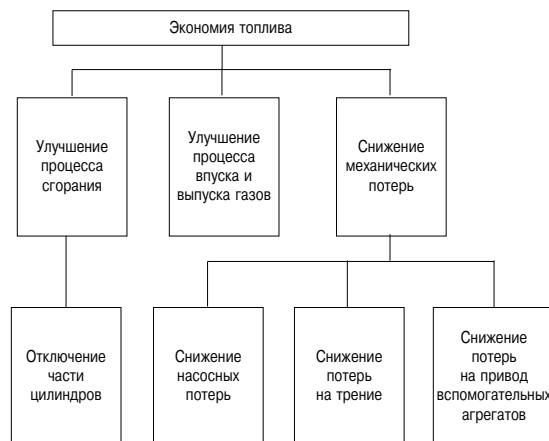 Экономия топлива
Улучшение
процесса
сгорания
Улучшение
процесса
впуска и
выпуска газов
Снижение
механических
потерь
Отключение
части
цилиндров
Снижение
насосных
потерь
Снижение
потерь
на трение
Снижение
потерь
на привод
вспомогательных
агрегатов